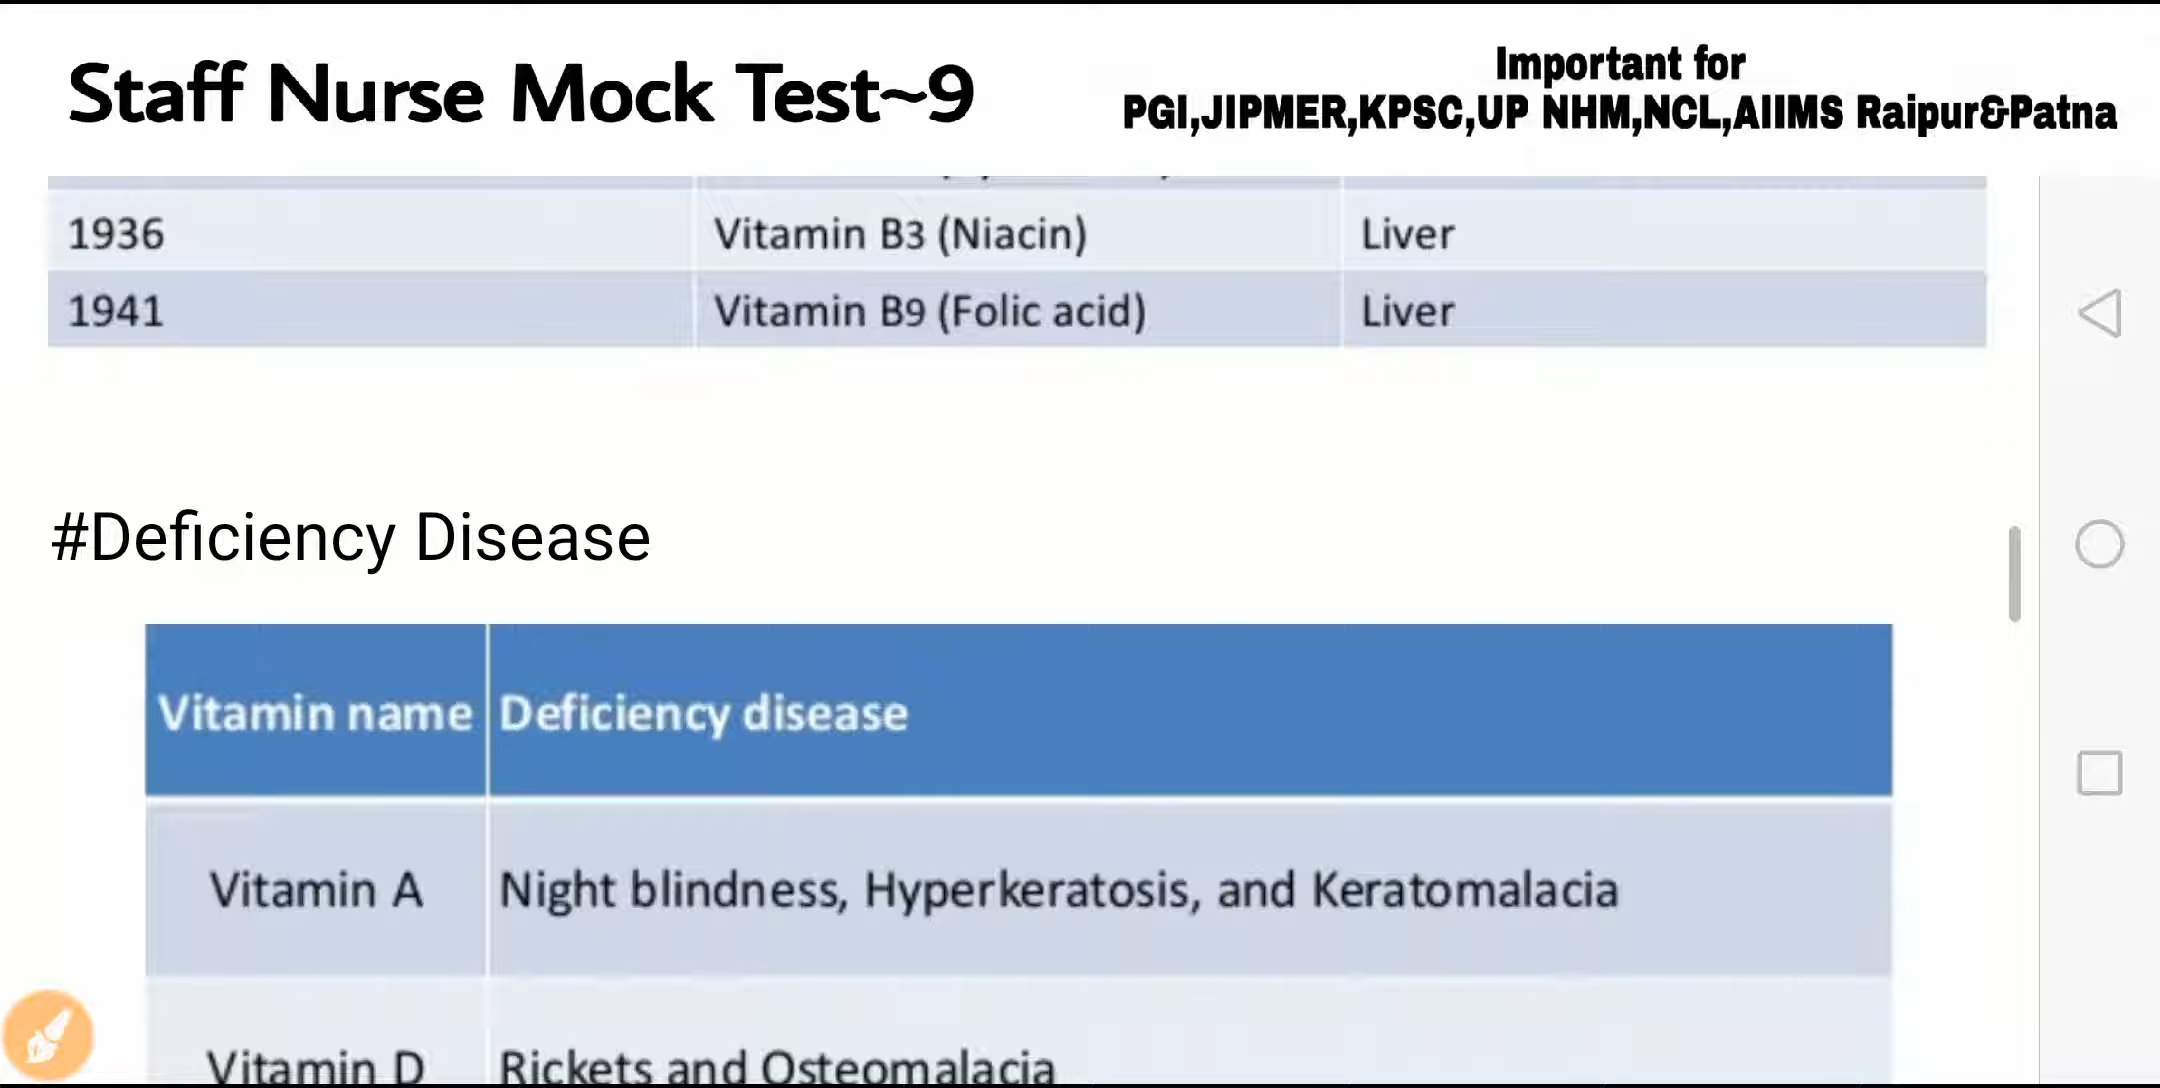 Staff Nurse Mock Test~9
Important for
PGI,JIPMER,KPSC,UP NHM,NCL,AIIMS Raipur&Patna
1936 Vitamin B3 (Niacin) Liver
1941 Vitamin B9 (Folic acid) Liver
#Deficiency Disease
Vitamin name Deficiency disease
Vitamin A Night blindness, Hyperkeratosis, and Keratomalacia
Vitamin D Rickets and Osteomalacia